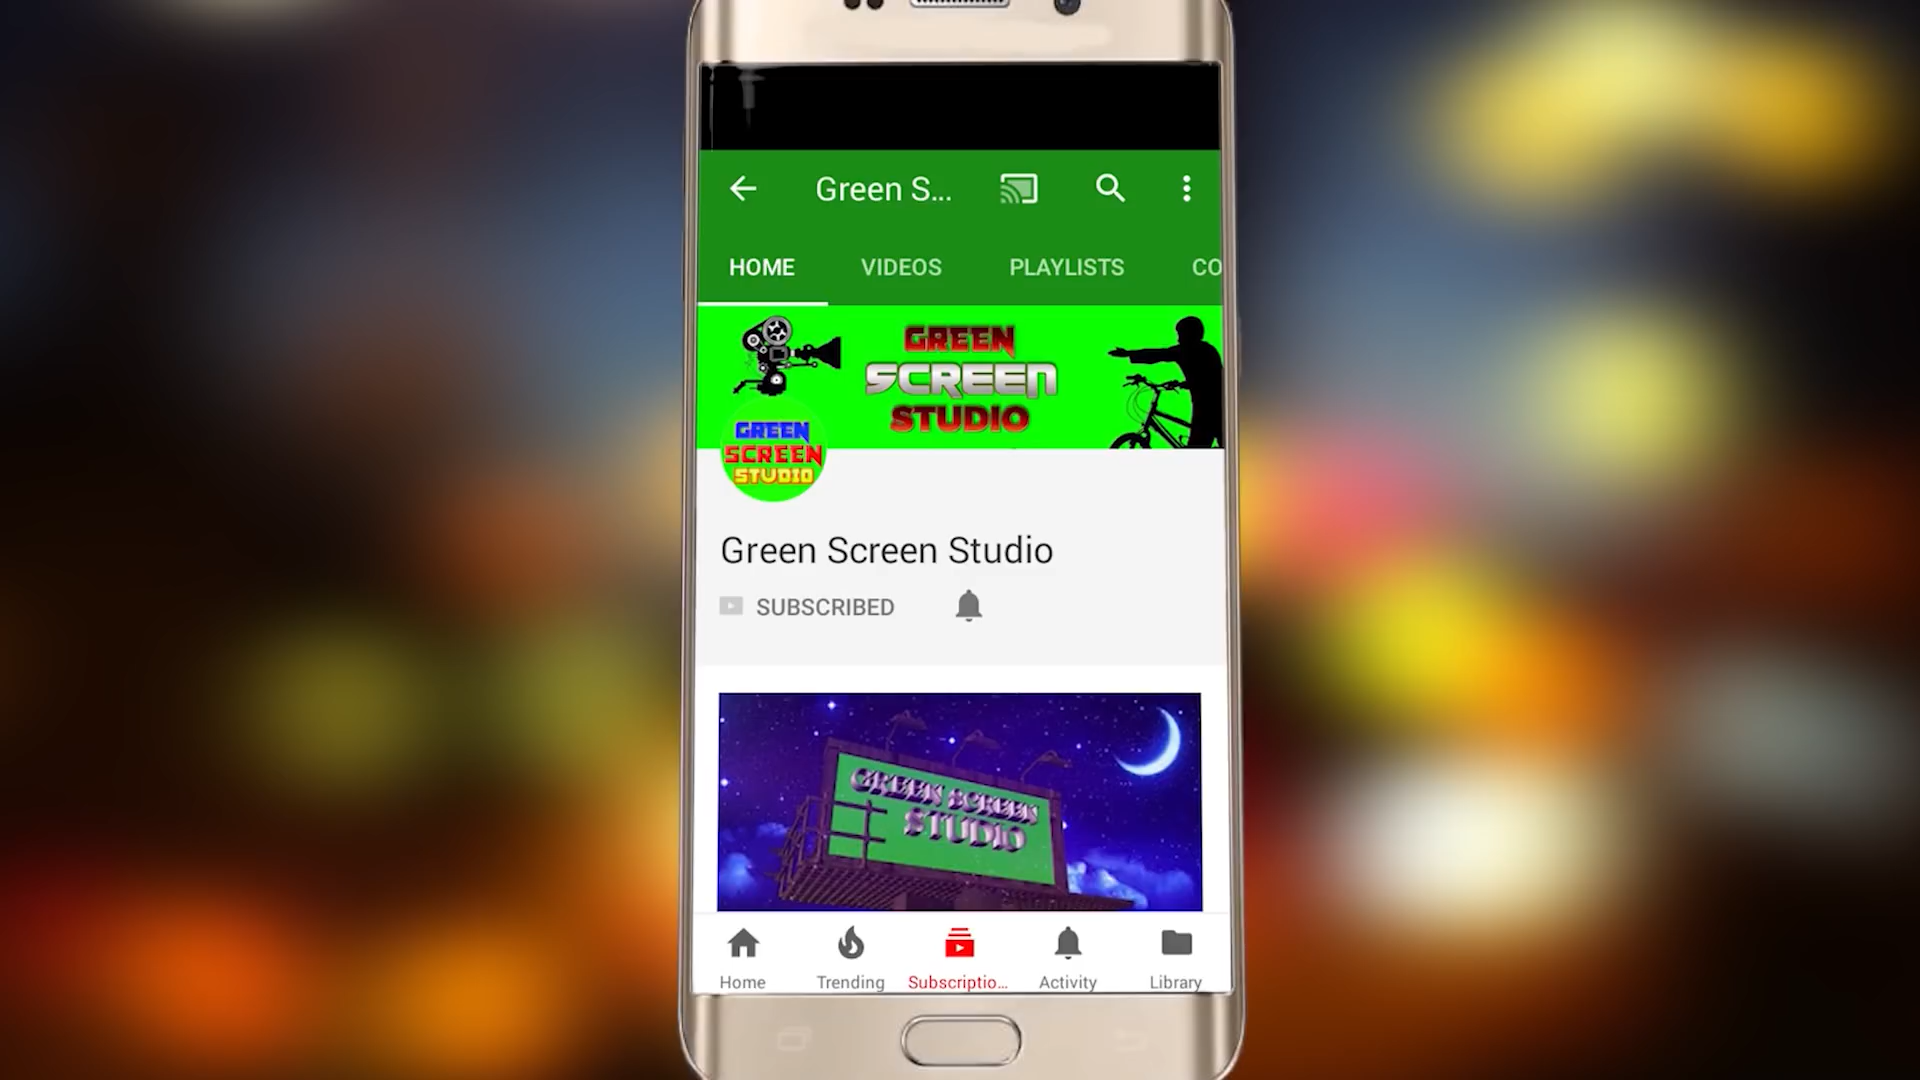 Green S...
HOME VIDEOS PLAYLISTS CO
GREEN
SCREEN
STUDIO
GREEN
SCREEN
STUDIO
Green Screen Studio
SUBSCRIBED
GREEN SCREEN
STUDIO
Home Trending Subscriptio... Activity Library